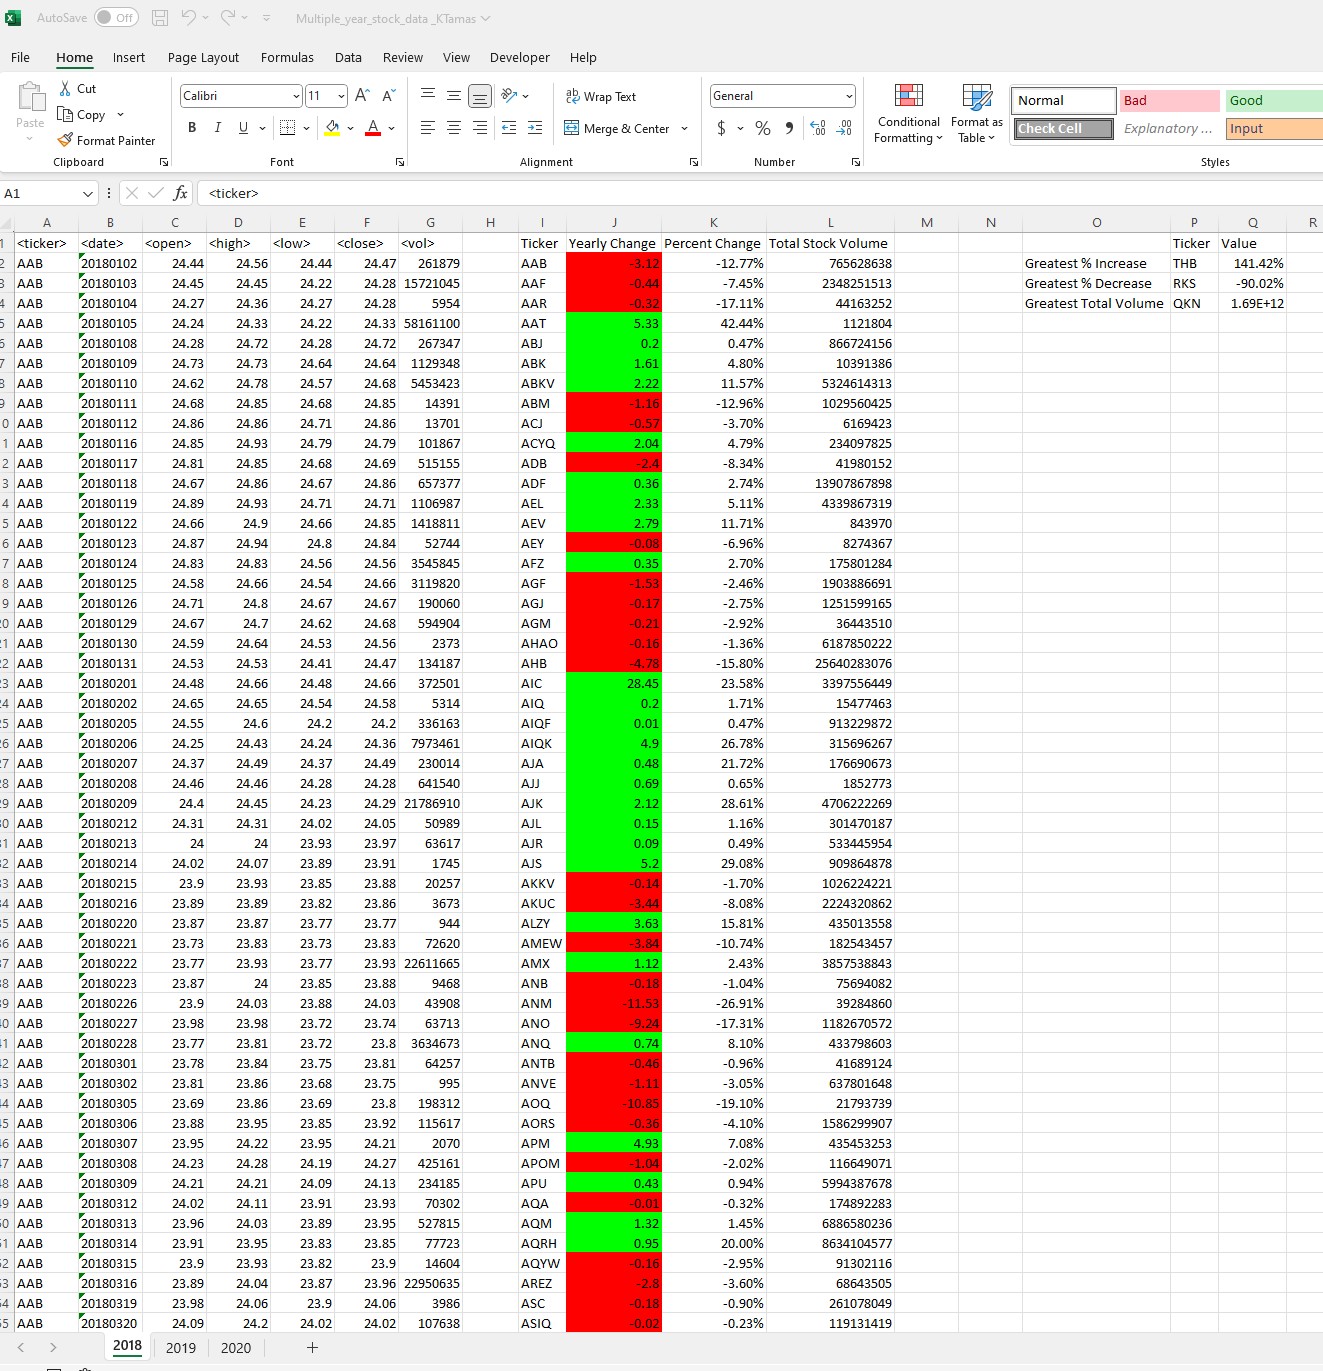 AutoSave Off Multiple_year_stock_data _KTamas
File Home Insert Page Layout Formulas Data Review View Developer Help
Paste Cut Copy Format Painter Clipboard
Calibri 11 B I U A A A Font
ab Wrap Text Merge & Center Alignment
General $ % 9 .00 Number
Conditional Formatting Format as Table
Normal Bad Good
Check Cell Explanatory ... Input
Styles
A1 fx <ticker>
A B C D E F G H I J K L M N O P Q R
1 <ticker> <date> <open> <high> <low> <close> <vol> Ticker Yearly Change Percent Change Total Stock Volume Ticker Value
2 AAB 20180102 24.44 24.56 24.44 24.47 261879 AAB -3.12 -12.77% 765628638 Greatest % Increase THB 141.42%
3 AAB 20180103 24.45 24.45 24.22 24.28 15721045 AAF -0.44 -7.45% 2348251513 Greatest % Decrease RKS -90.02%
4 AAB 20180104 24.27 24.36 24.27 24.28 5954 AAR -0.32 -17.11% 44163252 Greatest Total Volume QKN 1.69E+12
5 AAB 20180105 24.24 24.33 24.22 24.33 58161100 AAT 5.33 42.44% 1121804
6 AAB 20180108 24.28 24.72 24.28 24.72 267347 ABJ 0.2 0.47% 866724156
7 AAB 20180109 24.73 24.73 24.64 24.64 1129348 ABK 1.61 4.80% 10391386
8 AAB 20180110 24.62 24.78 24.57 24.68 5453423 ABKV 2.22 11.57% 5324614313
9 AAB 20180111 24.68 24.85 24.68 24.85 14391 ABM -1.16 -12.96% 1029560425
0 AAB 20180112 24.86 24.86 24.71 24.86 13701 ACJ -0.57 -3.70% 6169423
1 AAB 20180116 24.85 24.93 24.79 24.79 101867 ACYQ 2.04 4.79% 234097825
2 AAB 20180117 24.81 24.85 24.68 24.69 515155 ADB -2.4 -8.34% 41980152
3 AAB 20180118 24.67 24.86 24.67 24.86 657377 ADF 0.36 2.74% 13907867898
4 AAB 20180119 24.89 24.93 24.71 24.71 1106987 AEL 2.33 5.11% 4339867319
5 AAB 20180122 24.66 24.9 24.66 24.85 1418811 AEV 2.79 11.71% 843970
6 AAB 20180123 24.87 24.94 24.8 24.84 52744 AEY -0.08 -6.96% 8274367
7 AAB 20180124 24.83 24.83 24.56 24.56 3545845 AFZ 0.35 2.70% 175801284
8 AAB 20180125 24.58 24.66 24.54 24.66 3119820 AGF -1.53 -2.46% 1903886691
9 AAB 20180126 24.71 24.8 24.67 24.67 190060 AGJ -0.17 -2.75% 1251599165
20 AAB 20180129 24.67 24.7 24.62 24.68 594904 AGM -0.21 -2.92% 36443510
21 AAB 20180130 24.59 24.64 24.53 24.56 2373 AHAO -0.16 -1.36% 6187850222
22 AAB 20180131 24.53 24.53 24.41 24.47 134187 AHB -4.78 -15.80% 25640283076
23 AAB 20180201 24.48 24.66 24.48 24.66 372501 AIC 28.45 23.58% 3397556449
24 AAB 20180202 24.65 24.65 24.54 24.58 5314 AIQ 0.2 1.71% 15477463
25 AAB 20180205 24.55 24.6 24.2 24.2 336163 AIQF 0.01 0.47% 913229872
26 AAB 20180206 24.25 24.43 24.24 24.36 7973461 AIQK 4.9 26.78% 315696267
27 AAB 20180207 24.37 24.49 24.37 24.49 230014 AJA 0.48 21.72% 176690673
28 AAB 20180208 24.46 24.46 24.28 24.28 641540 AJJ 0.69 0.65% 1852773
29 AAB 20180209 24.4 24.45 24.23 24.29 21786910 AJK 2.12 28.61% 4706222269
30 AAB 20180212 24.31 24.31 24.02 24.05 50989 AJL 0.15 1.16% 301470187
31 AAB 20180213 24 24 23.93 23.97 63617 AJR 0.09 0.49% 533445954
32 AAB 20180214 24.02 24.07 23.89 23.91 1745 AJS 5.2 29.08% 909864878
33 AAB 20180215 23.9 23.93 23.85 23.88 20257 AKKV -0.14 -1.70% 1026224221
34 AAB 20180216 23.89 23.89 23.82 23.86 3673 AKUC -3.44 -8.08% 2224320862
35 AAB 20180220 23.87 23.87 23.77 23.77 944 ALZY 3.63 15.81% 435013558
36 AAB 20180221 23.73 23.83 23.73 23.83 72620 AMEW -3.84 -10.74% 182543457
37 AAB 20180222 23.77 23.93 23.77 23.93 22611665 AMX 1.12 2.43% 3857538843
38 AAB 20180223 23.87 24 23.85 23.88 9468 ANB -0.18 -1.04% 75694082
39 AAB 20180226 23.9 24.03 23.88 24.03 43908 ANM -11.53 -26.91% 39284860
40 AAB 20180227 23.98 23.98 23.72 23.74 63713 ANO -9.24 -17.31% 1182670572
41 AAB 20180228 23.77 23.81 23.72 23.8 3634673 ANQ 0.74 8.10% 433798603
42 AAB 20180301 23.78 23.84 23.75 23.81 64257 ANTB -0.46 -0.96% 41689124
43 AAB 20180302 23.81 23.86 23.68 23.75 995 ANVE -1.11 -3.05% 637801648
44 AAB 20180305 23.69 23.86 23.69 23.8 198312 AOQ -10.85 -19.10% 21793739
45 AAB 20180306 23.88 23.95 23.85 23.92 115617 AORS -0.36 -4.10% 1586299907
46 AAB 20180307 23.95 24.22 23.95 24.21 2070 APM 4.93 7.08% 435453253
47 AAB 20180308 24.23 24.28 24.19 24.27 425161 APOM -1.04 -2.02% 116649071
48 AAB 20180309 24.21 24.21 24.09 24.13 234185 APU 0.43 0.94% 5994387678
49 AAB 20180312 24.02 24.11 23.91 23.93 70302 AQA -0.01 -0.32% 174892283
50 AAB 20180313 23.96 24.03 23.89 23.95 527815 AQM 1.32 1.45% 6886580236
51 AAB 20180314 23.91 23.95 23.83 23.85 77723 AQRH 0.95 20.00% 8634104577
52 AAB 20180315 23.9 23.93 23.82 23.9 14604 AQYW -0.16 -2.95% 91302116
53 AAB 20180316 23.89 24.04 23.87 23.96 22950635 AREZ -2.8 -3.60% 68643505
54 AAB 20180319 23.98 24.06 23.9 24.06 3986 ASC -0.18 -0.90% 261078049
55 AAB 20180320 24.09 24.2 24.02 24.02 107638 ASIQ -0.02 -0.23% 119131419
2018 2019 2020 +